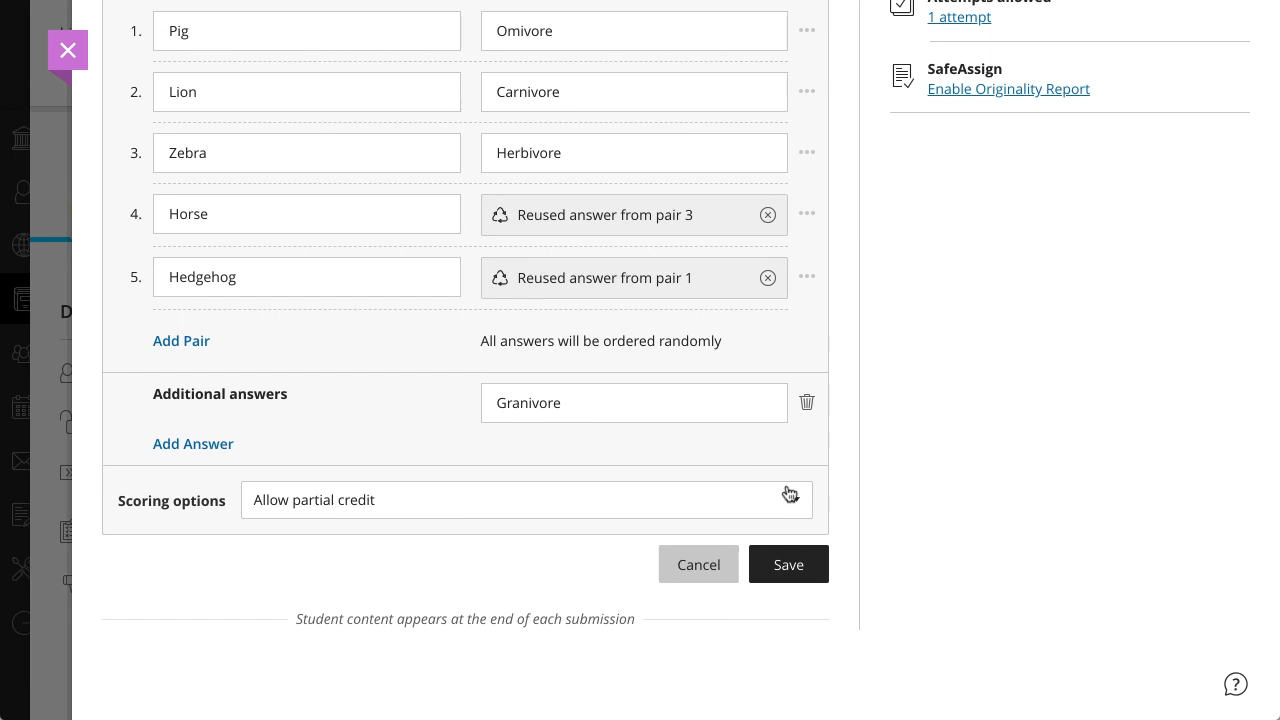 1. Pig Omivore
Attempts allowed
1 attempt
2. Lion Carnivore
SafeAssign
Enable Originality Report
3. Zebra Herbivore
4. Horse Reused answer from pair 3
5. Hedgehog Reused answer from pair 1
Add Pair All answers will be ordered randomly
Additional answers Granivore
Add Answer
Scoring options Allow partial credit
Cancel Save
Student content appears at the end of each submission